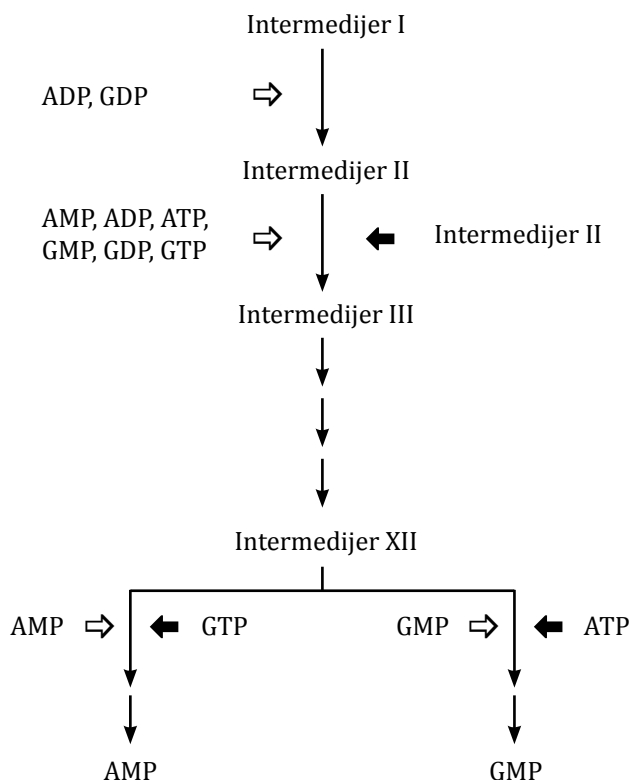 Intermedijer I
ADP, GDP
Intermedijer II
AMP, ADP, ATP,
GMP, GDP, GTP
Intermedijer II
Intermedijer III
Intermedijer XII
AMP
GTP
GMP
ATP
AMP
GMP